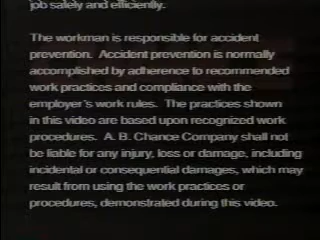 job safely and efficiently.
The workman is responsible for accident
prevention. Accident prevention is normally
accomplished by adherence to recommended
work practices and compliance with the
employer's work rules. The practices shown
in this video are based upon recognized work
procedures. A. B. Chance Company shall not
be liable for any injury, loss or damage, including
incidental or consequential damages, which may
result from using the work practices or
procedures, demonstrated during this video.